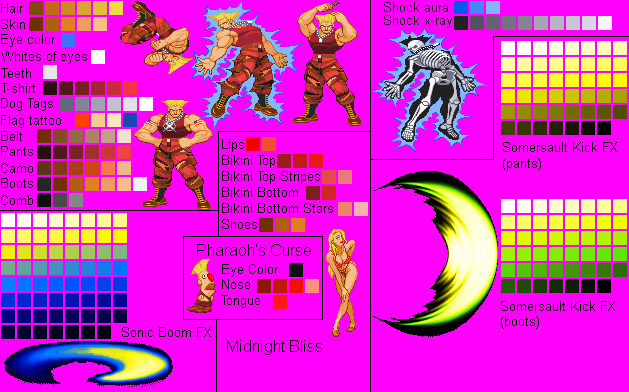 Hair
Skin
Eye color
Whites of eyes
Teeth
T-shirt
Dog Tags
Flag tattoo
Belt
Pants
Camo
Boots
Comb
Shock aura
Shock x-ray
Somersault Kick FX
(pants)
Lips
Bikini Top
Bikini Top Stripes
Bikini Bottom
Bikini Bottom Stars
Shoes
Pharaoh's Curse
Eye Color
Nose
Tongue
Sonic Boom FX
Midnight Bliss
Somersault Kick FX
(boots)